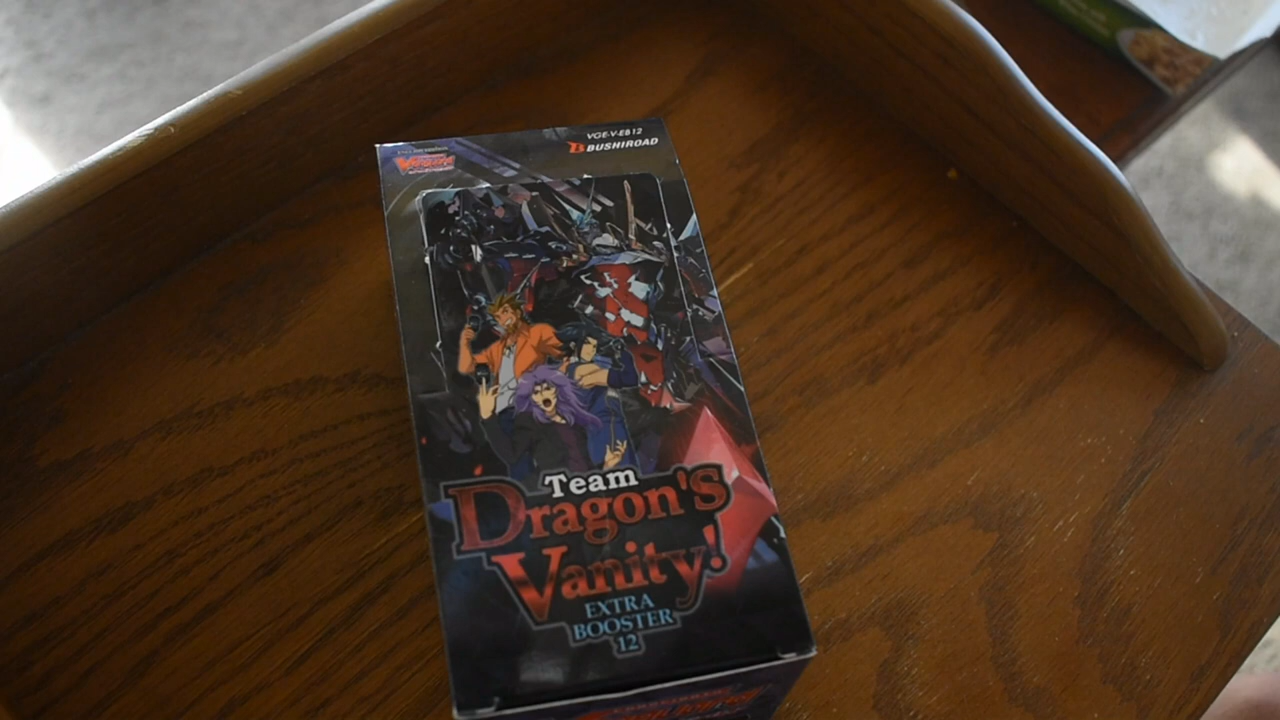 VGE-V-EB12
BUSHIROAD
Team
Dragon's
Vanity!
EXTRA
BOOSTER
12